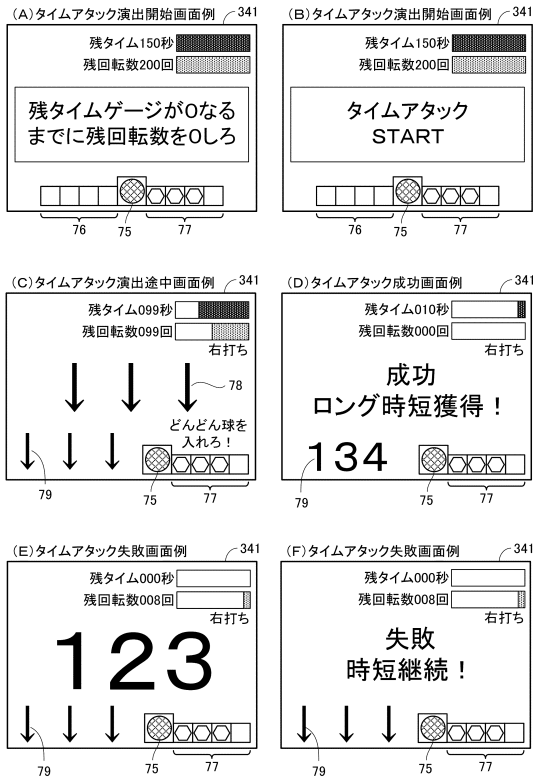 (A)タイムアタック演出開始画面例
341
残タイム150秒
残回転数200回
残タイムゲージが0なる
までに残回転数を0しろ
76
75
77
(B)タイムアタック演出開始画面例
341
残タイム150秒
残回転数200回
タイムアタック
START
76
75
77
(C)タイムアタック演出途中画面例
341
残タイム099秒
残回転数099回
右打ち
78
どんどん球を
入れろ!
79
75
77
(D)タイムアタック成功画面例
341
残タイム010秒
残回転数000回
右打ち
成功
ロング時短獲得!
134
79
75
77
(E)タイムアタック失敗画面例
341
残タイム000秒
残回転数008回
右打ち
123
79
75
77
(F)タイムアタック失敗画面例
341
残タイム000秒
残回転数008回
右打ち
失敗
時短継続!
79
75
77